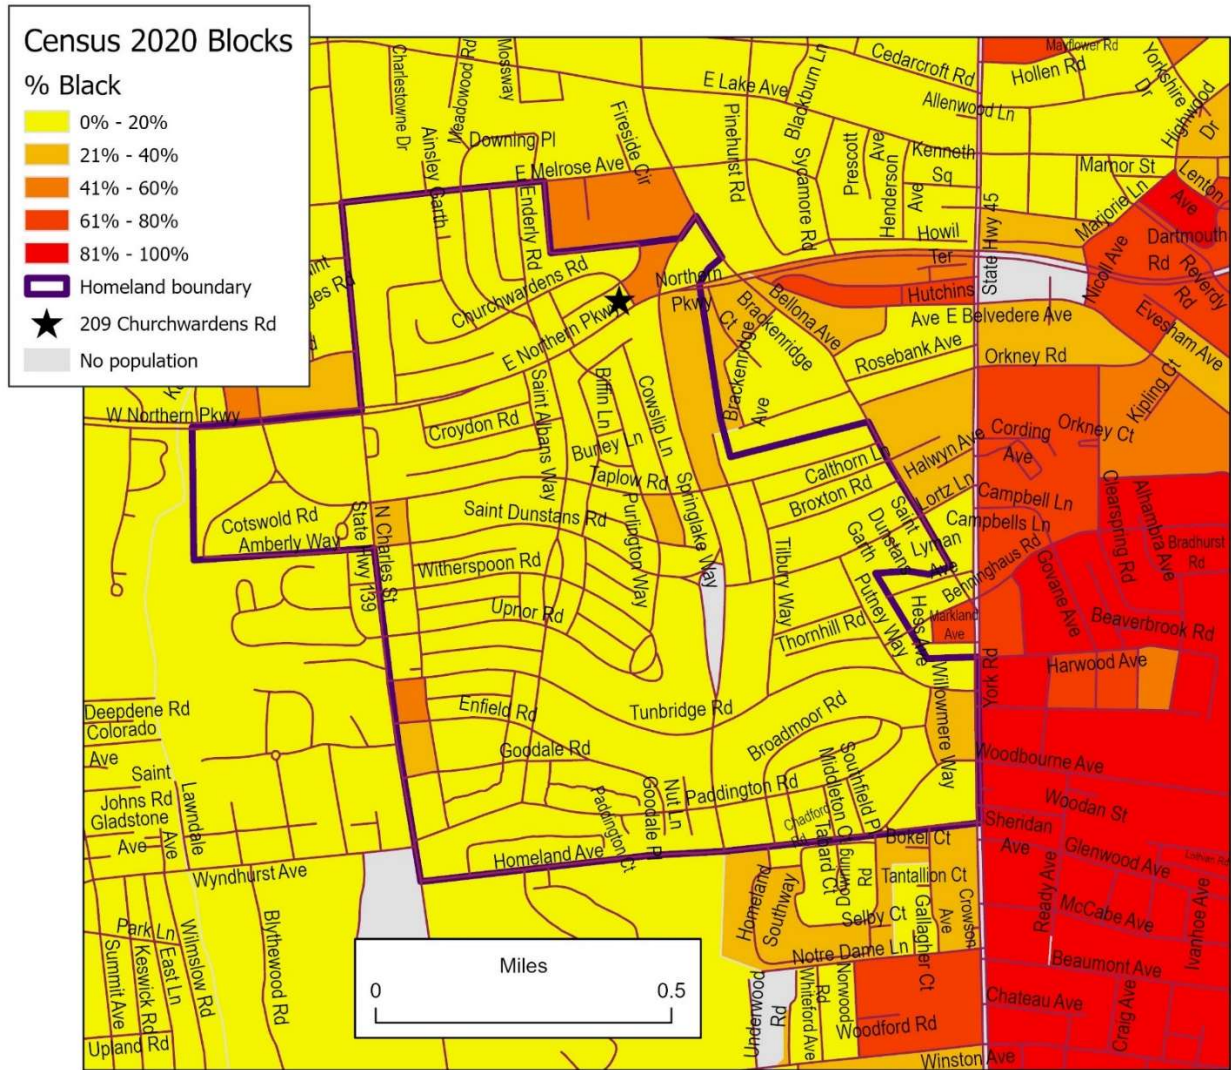 Census 2020 Blocks
% Black
0% - 20%
21% - 40%
41% - 60%
61% - 80%
81% - 100%
Homeland boundary
209 Churchwardens Rd
No population
Charlestowne Dr
Meadowood Rd
Mossway
Downing Pl
Ainsley Garth
E Melrose Ave
Fireside Cir
E Lake Ave
Pinehurst Rd
Blackburn Ln
Sycamore Rd
Cedarcroft Rd
Allenwood Ln
Prescott
Ave
Henderson
Ave
Kenneth
Sq
Howil
Ter
State Hwy 45
Mayflower Rd
Hollen Rd
Yorkshire
Dr
Highwood
Dr
Mamor St
Marjorie Ln
Lenton
Ave
Dartmouth
Rd
Reverdy
Rd
Nicoll Ave
Evesham Ave
Hutchins
Ave
E Belvedere Ave
Rosebank Ave
Orkney Rd
Kipling Ct
Orkney Ct
Enderly Rd
Churchwardens Rd
E Northern Pkwy
Northern
Pkwy
Bellona Ave
Brackenridge
Ct
Brackenridge
Ave
ges Rd
W Northern Pkwy
Croydon Rd
Saint Albans Way
Biffin Ln
Burley Ln
Cowslip Ln
Taplow Rd
Springlake Way
Purlington Way
Saint Dunstans Rd
Cotswold Rd
Amberly Way
State Hwy 139
N Charles St
Witherspoon Rd
Upnor Rd
Calthorn Ln
Broxton Rd
Tilbury Way
Saint
Dunstans
Garth
Halwyn Ave
Lortz Ln
Lyman
Ave
Benninghaus Rd
Cording
Ave
Campbell Ln
Campbells Ln
Clearspring Rd
Alhambra Ave
Bradhurst
Rd
Govane Ave
Beaverbrook Rd
Harwood Ave
Thornhill Rd
Putney Way
Hess Ave
Markland
Ave
Willowmere Way
York Rd
Tunbridge Rd
Enfield Rd
Goodale Rd
Broadmoor Rd
Paddington Rd
Nut Ln
Goodale Pl
Paddington Ct
Homeland Ave
Chadford
Rd
Tabard Ct
Middleton Ct
Southfield Pl
Bokel Ct
Dunning
Rd
Tantallion Ct
Selby Ct
Gallagher Ct
Crowson
Ave
Homeland
Southway
Notre Dame Ln
Underwood
Rd
Whiteford Ave
Rd
Norwood
Woodford Rd
Winston Ave
Woodbourne Ave
Woodan St
Sheridan
Ave
Glenwood Ave
Lothian Rd
McCabe Ave
Ready Ave
Ivanhoe Ave
Beaumont Ave
Chateau Ave
Craig Ave
Deepdene Rd
Colorado
Ave
Saint
Johns Rd
Gladstone
Ave
Lawndale
Ave
Wyndhurst Ave
Park Ln
Summit Ave
Keswick Rd
East Ln
Wilmslow Rd
Blythewood Rd
Upland Rd
Miles
0
0.5